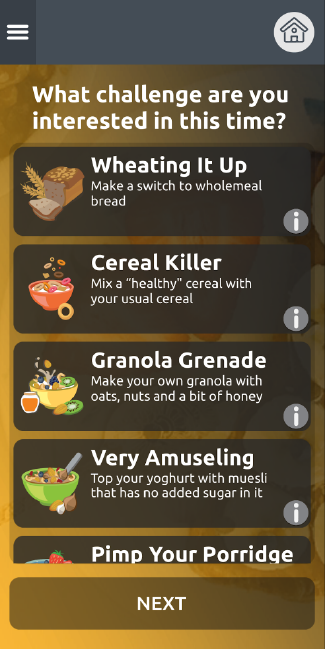 What challenge are you
interested in this time?
Wheating It Up
Make a switch to wholemeal
bread
i
Cereal Killer
Mix a "healthy" cereal with
your usual cereal
i
Granola Grenade
Make your own granola with
oats, nuts and a bit of honey
i
Very Amuseling
Top your yoghurt with muesli
that has no added sugar in it
i
Pimp Your Porridge
NEXT